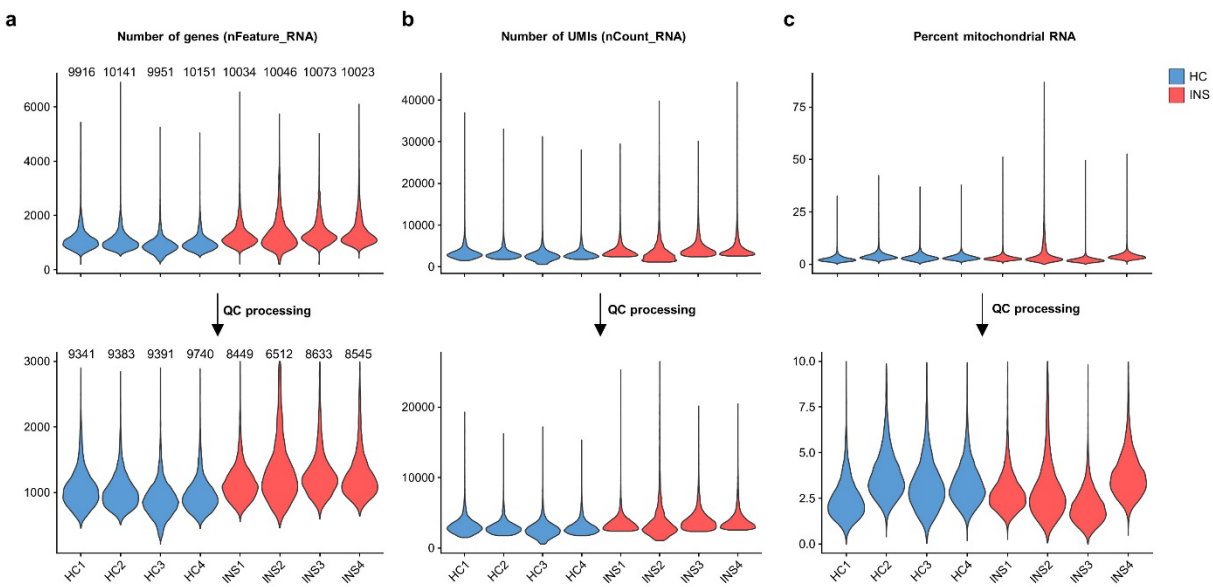 a
b
c
Number of genes (nFeature_RNA)
Number of UMIs (nCount_RNA)
Percent mitochondrial RNA
HC
INS
9916 10141 9951 10151 10034 10046 10073 10023
6000
4000
2000
0
40000
30000
20000
10000
0
75
50
25
0
QC processing
QC processing
QC processing
9341 9383 9391 9740 8449 6512 8633 8545
3000
2000
1000
HC1 HC2 HC3 HC4 INS1 INS2 INS3 INS4
20000
10000
0
HC1 HC2 HC3 HC4 INS1 INS2 INS3 INS4
10.0
7.5
5.0
2.5
0.0
HC1 HC2 HC3 HC4 INS1 INS2 INS3 INS4